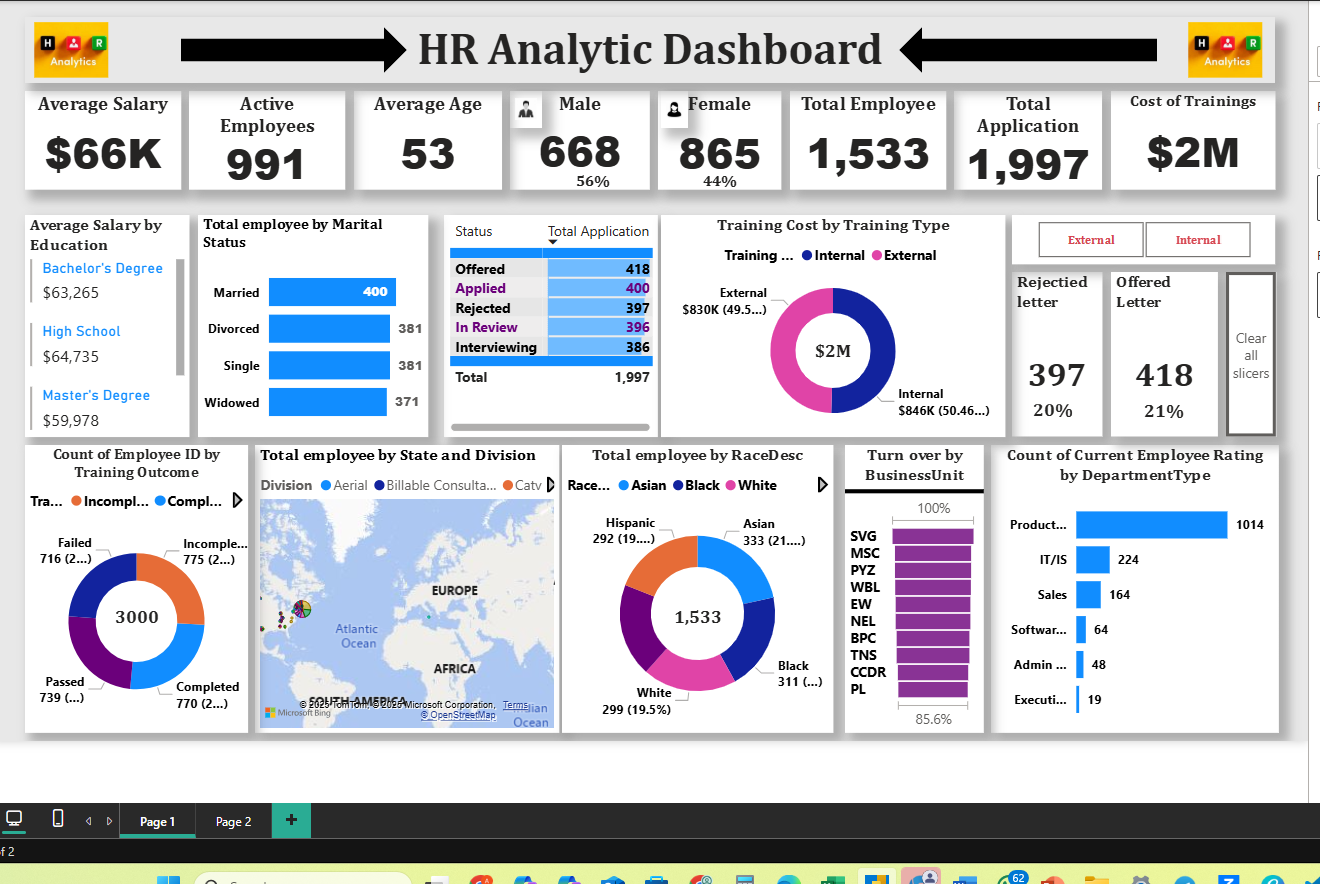 HR Analytic Dashboard
H R
Analytics
H R
Analytics
Average Salary
$66K
Active
Employees
991
Average Age
53
Male
668
56%
Female
865
44%
Total Employee
1,533
Total
Application
1,997
Cost of Trainings
$2M
Average Salary by
Education
Bachelor's Degree
$63,265
High School
$64,735
Master's Degree
$59,978
Total employee by Marital
Status
Married 400
Divorced 381
Single 381
Widowed 371
Status Total Application
Offered 418
Applied 400
Rejected 397
In Review 396
Interviewing 386
Total 1,997
Training Cost by Training Type
Training ... Internal External
External
$830K (49.5...)
$2M
Internal
$846K (50.46...)
External Internal
Rejectied
letter
397
20%
Offered
Letter
418
21%
Clear
all
slicers
Count of Employee ID by
Training Outcome
Tra... Incompl... Compl...
Failed
716 (2...)
Incomple...
775 (2...)
3000
Passed
739 (...)
Completed
770 (2...)
Total employee by State and Division
Division Aerial Billable Consulta... Catv
EUROPE
Atlantic
Ocean
AFRICA
SOUTH AMERICA
© 2025 TomTom, © 2025 Microsoft Corporation, Terms
Microsoft Bing
© OpenStreetMap
Ocean
Total employee by RaceDesc
Race... Asian Black White
Hispanic
292 (19....)
Asian
333 (21....)
1,533
Black
311 (...)
White
299 (19.5%)
Turn over by
BusinessUnit
100%
SVG
MSC
PYZ
WBL
EW
NEL
BPC
TNS
CCDR
PL
85.6%
Count of Current Employee Rating
by DepartmentType
Product... 1014
IT/IS 224
Sales 164
Softwar... 64
Admin ... 48
Executi... 19
Page 1
Page 2
of 2
62